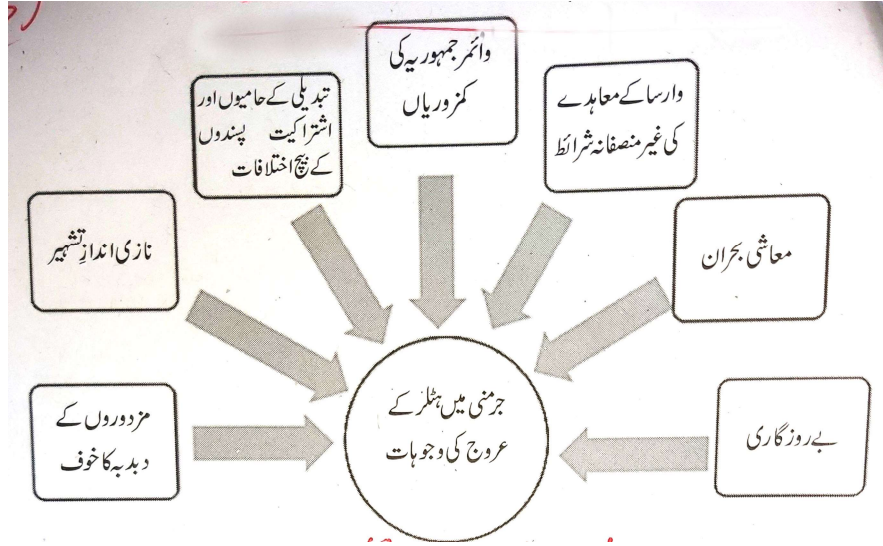 وائمر جمہوریہ کی
کمزوریاں
وارسا کے معاہدے
کی غیر منصفانہ شرائط
تبدیلی کے حامیوں اور
اشتراکیت پسندوں
کے بیچ اختلافات
معاشی بحران
نازی اندازِ تشہیر
بے روزگاری
مزدوروں کے
دبدبہ کا خوف
جرمنی میں ہٹلر کے
عروج کی وجوہات